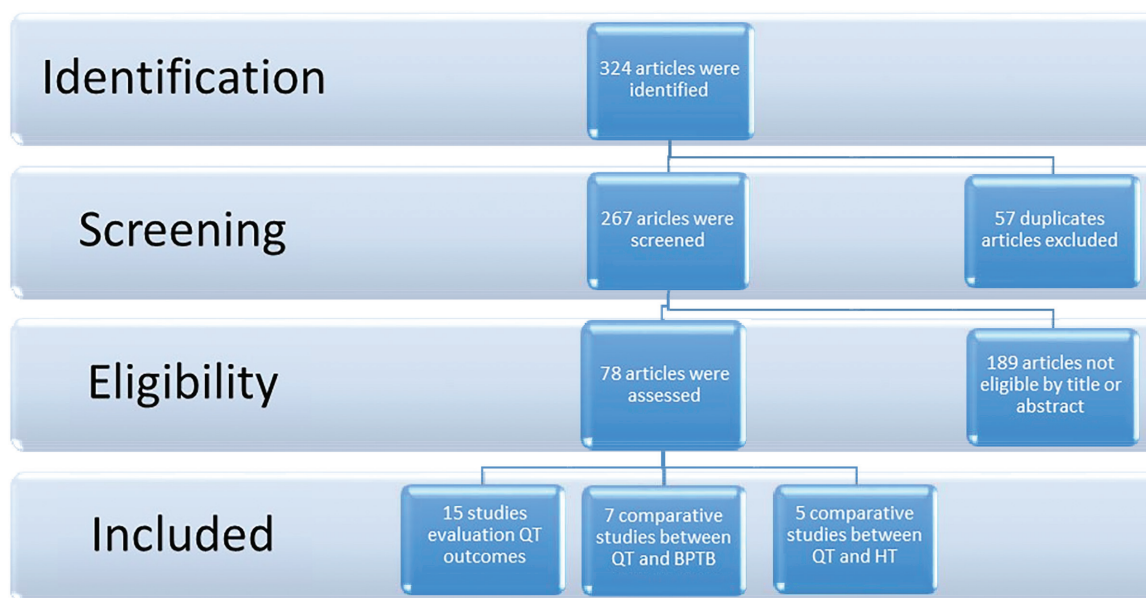 Identification
324 articles were
identified
Screening
267 aricles were
screened
57 duplicates
articles excluded
Eligibility
78 articles were
assessed
189 articles not
eligible by title or
abstract
Included
15 studies
evaluation QT
outcomes
7 comparative
studies between
QT and BPTB
5 comparative
studies between
QT and HT